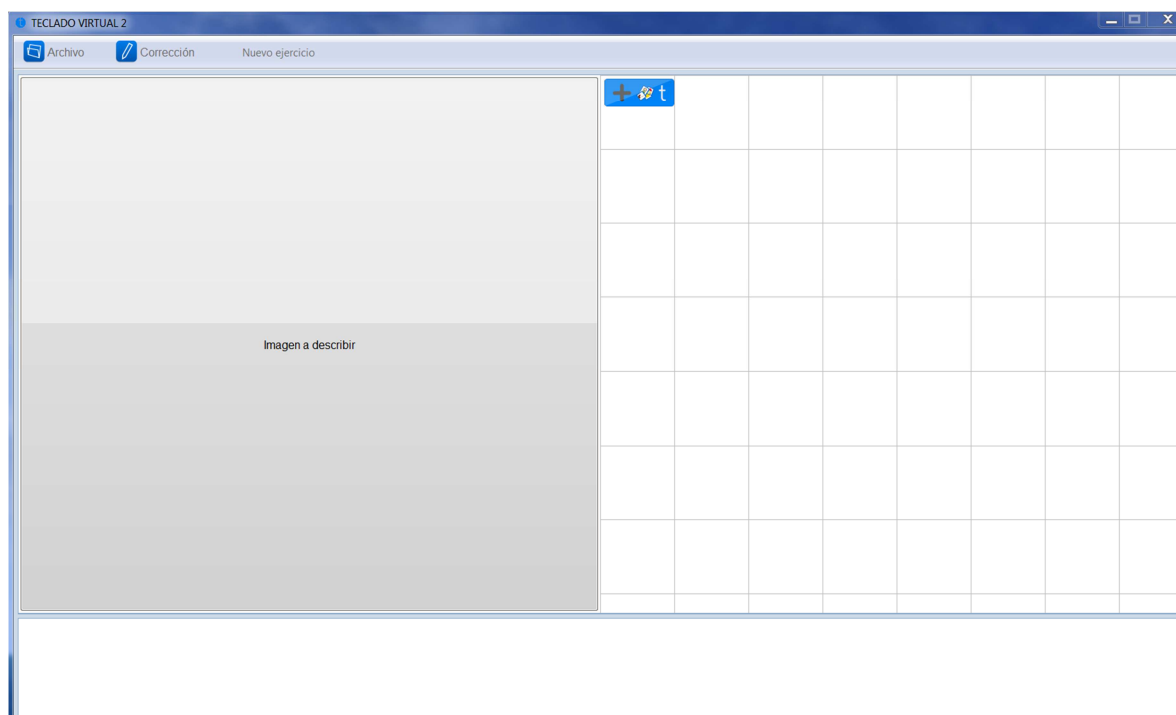 TECLADO VIRTUAL 2
Archivo Corrección Nuevo ejercicio
t
Imagen a describir